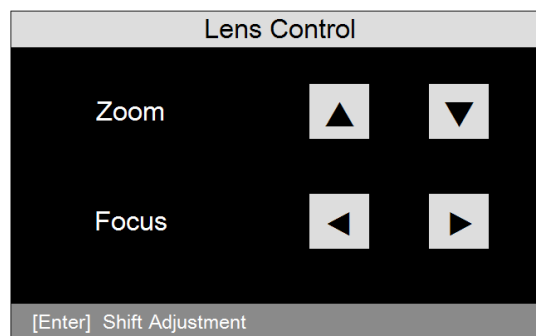 Lens Control
Zoom ▲ ▼
Focus ◄ ►
[Enter] Shift Adjustment